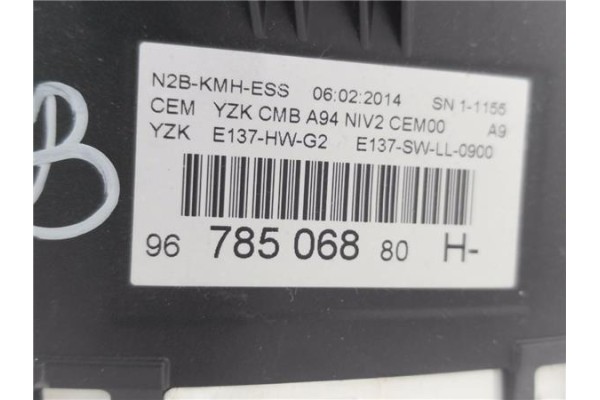 N2B-KMH-ESS 06:02:2014 SN 1-1155
CEM YZK CMB A94 NIV2 CEM00 A9
YZK E137-HW-G2 E137-SW-LL-0900
96 785 068 80 H-
B